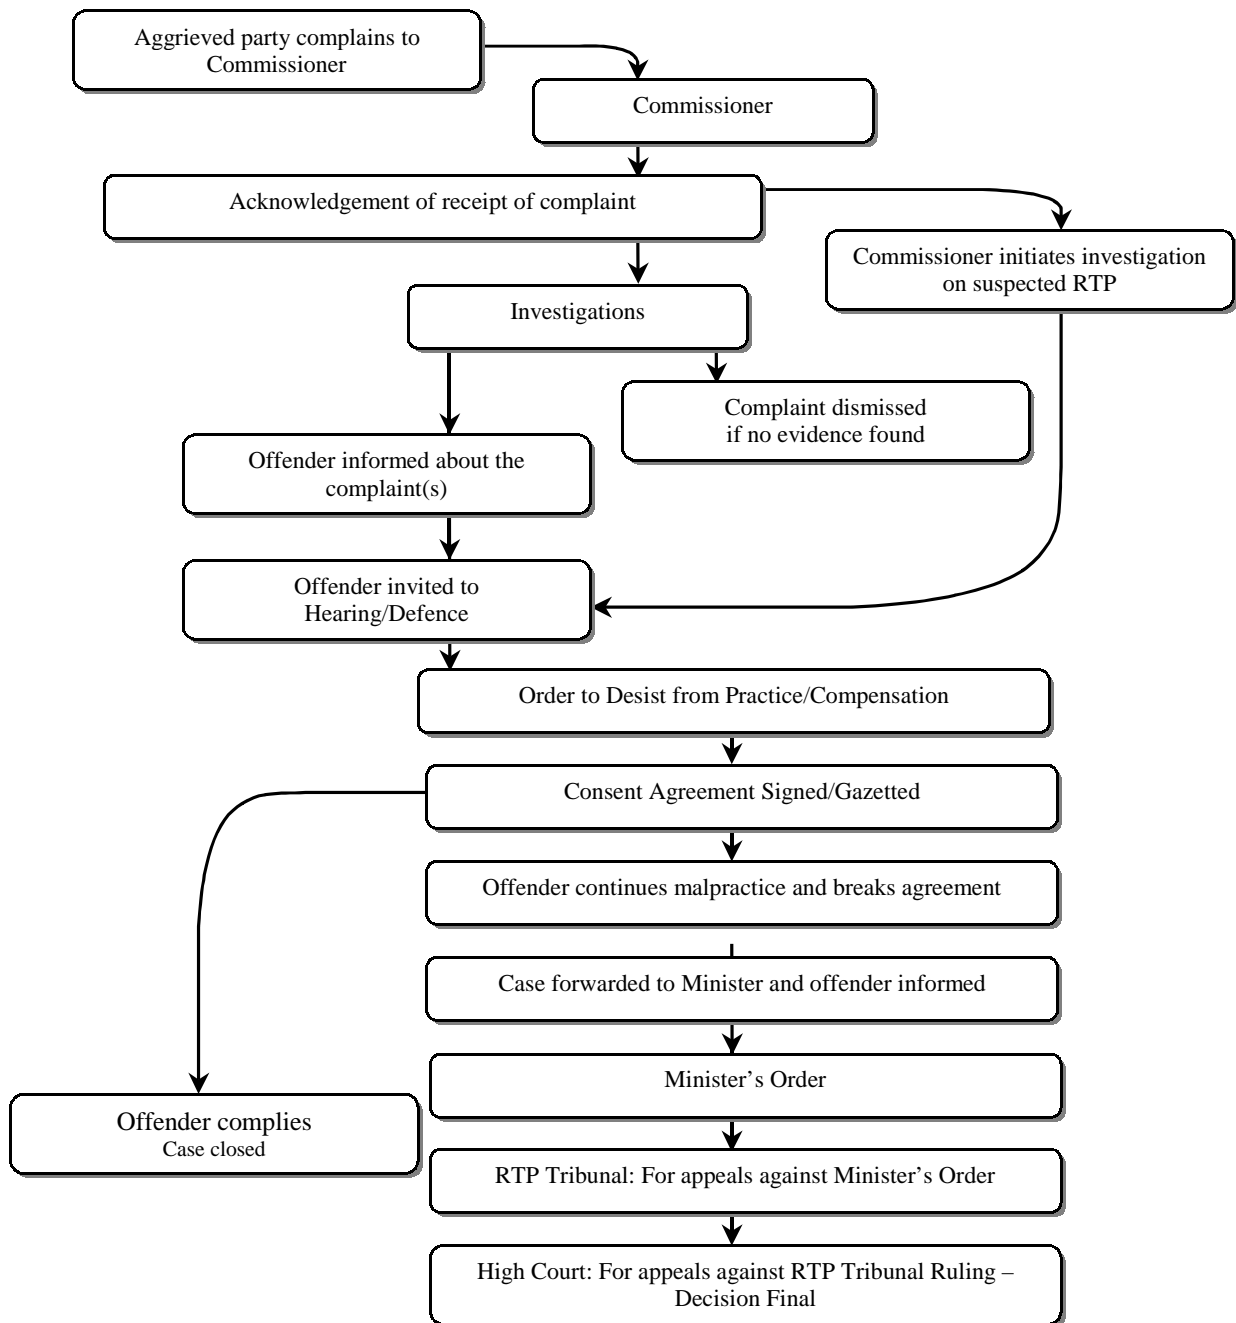 Aggrieved party complains to
Commissioner
Commissioner
Acknowledgement of receipt of complaint
Commissioner initiates investigation
on suspected RTP
Investigations
Complaint dismissed
if no evidence found
Offender informed about the
complaint(s)
Offender invited to
Hearing/Defence
Order to Desist from Practice/Compensation
Consent Agreement Signed/Gazetted
Offender continues malpractice and breaks agreement
Case forwarded to Minister and offender informed
Minister’s Order
Offender complies
Case closed
RTP Tribunal: For appeals against Minister’s Order
High Court: For appeals against RTP Tribunal Ruling –
Decision Final